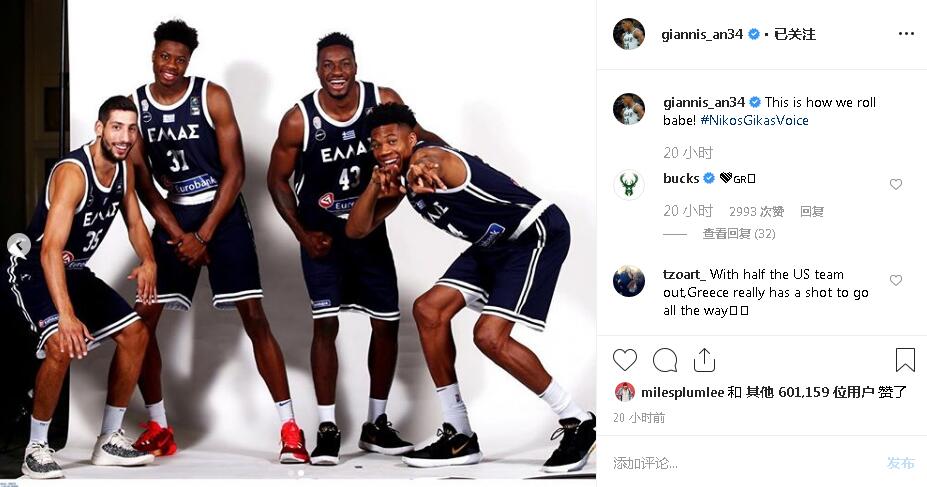 giannis_an34 • 已关注
giannis_an34 This is how we roll
babe! #NikosGikasVoice
20 小时
bucks GR
20 小时 2993 次赞 回复
查看回复 (32)
tzoart_ With half the US team
out,Greece really has a shot to go
all the way
milesplumlee 和 其他 601,159 位用户 赞了
20 小时前
添加评论...
发布
ΕΛΛΑΣ
37
Eurobank
ΕΛΛΑΣ
43
ΕΛΛΑΣ